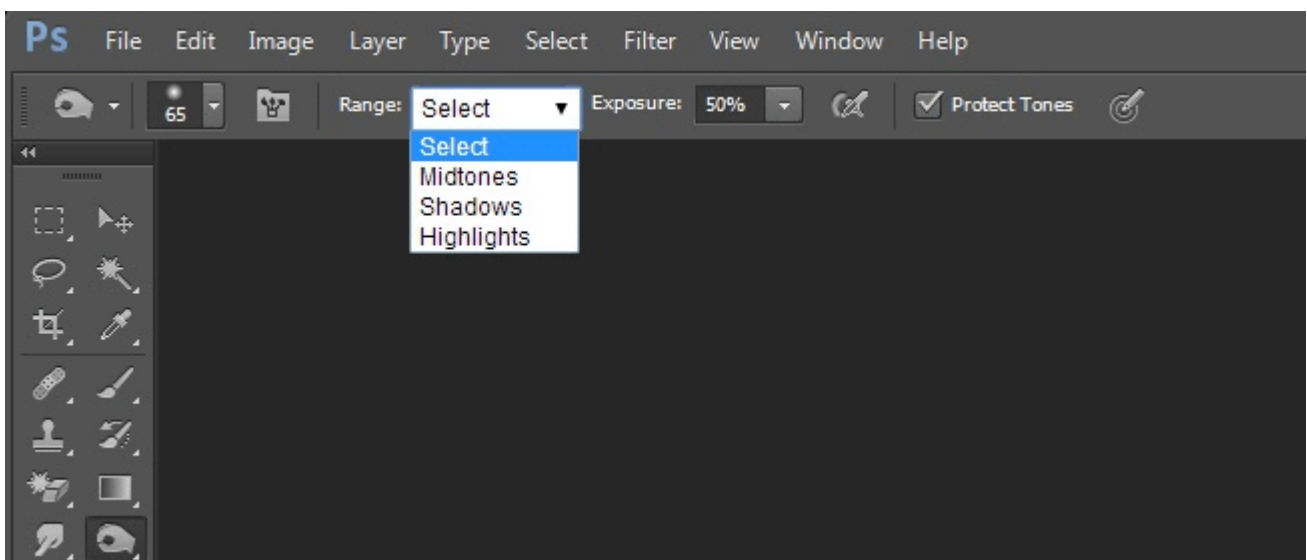 Ps File Edit Image Layer Type Select Filter View Window Help
65 Range: Select Exposure: 50% Protect Tones
Select
Midtones
Shadows
Highlights